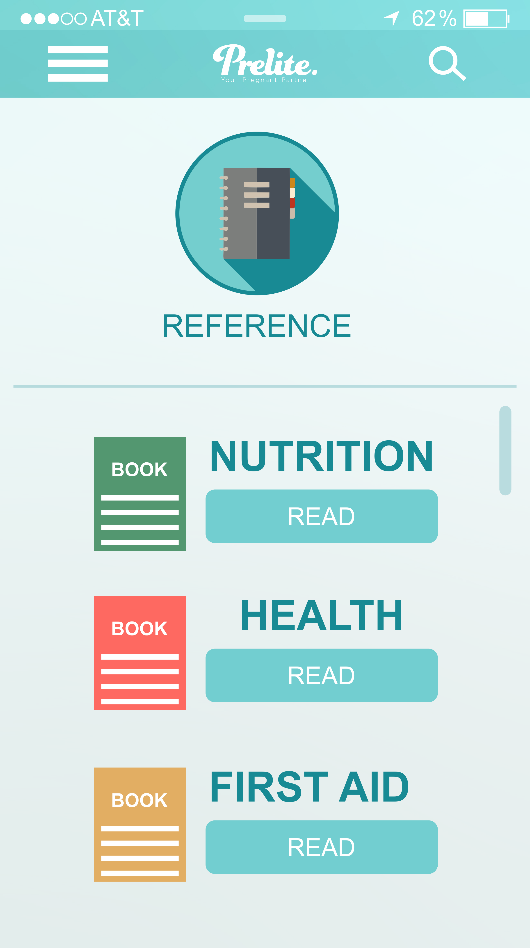 AT&T 62 %
Prelite.
REFERENCE
BOOK
NUTRITION
READ
BOOK
HEALTH
READ
BOOK
FIRST AID
READ